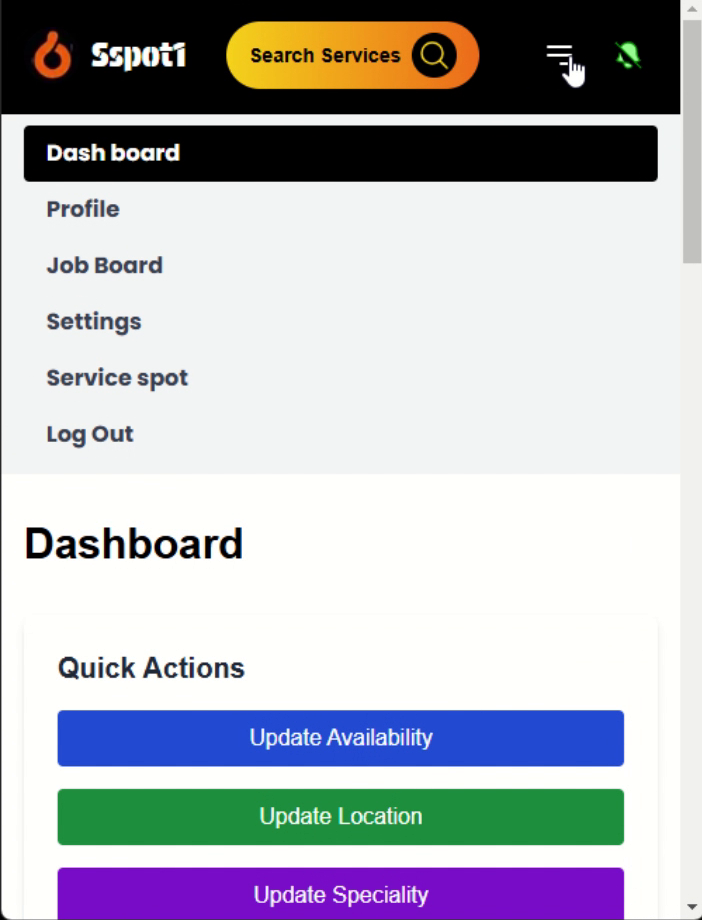 Sspot1
Search Services
Dash board
Profile
Job Board
Settings
Service spot
Log Out
Dashboard
Quick Actions
Update Availability
Update Location
Update Speciality